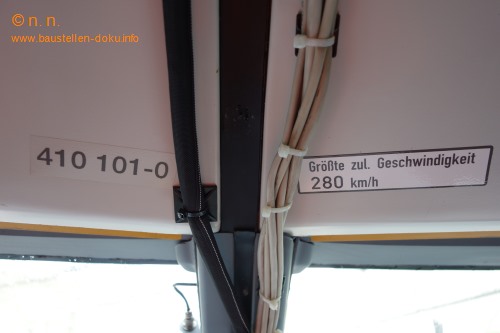 © n. n.
www.baustellen-doku.info
410 101-0
Größte zul. Geschwindigkeit
280 km/h